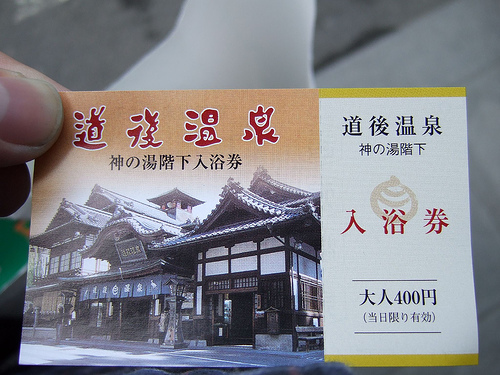 道後温泉
神の湯階下入浴券
道後温泉
神の湯階下
入浴券
大人400円
(当日限り有効)